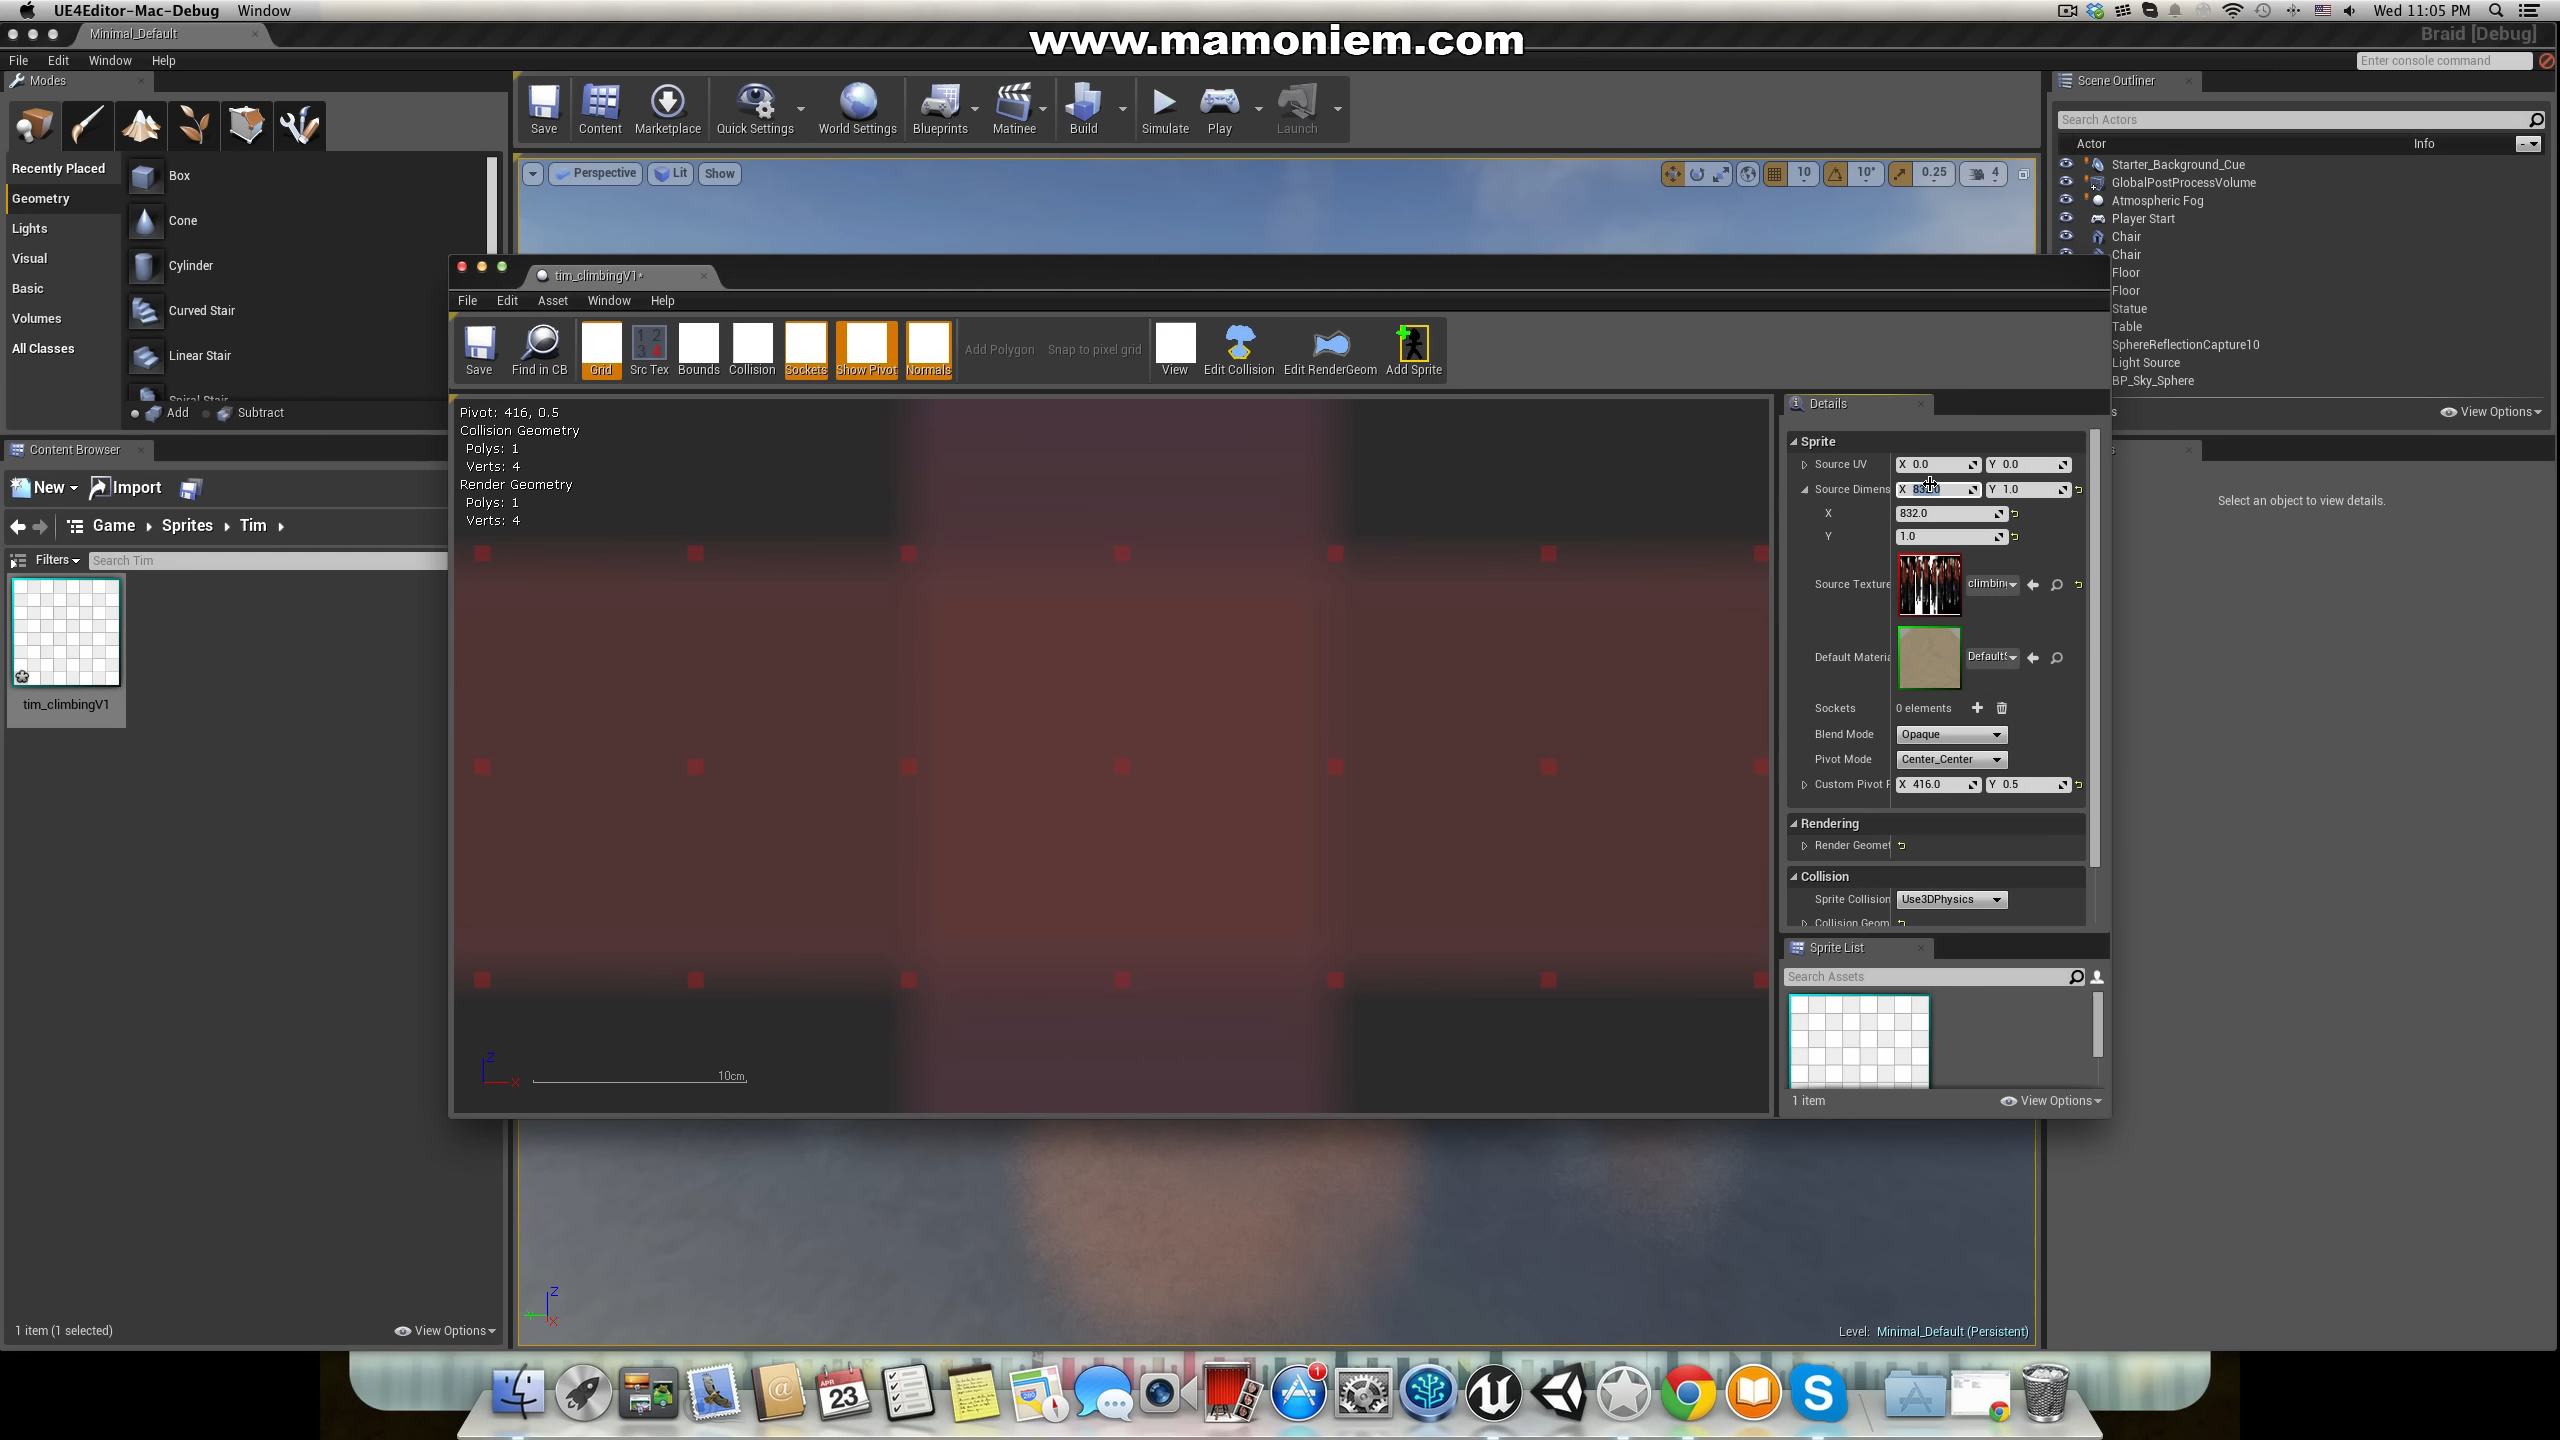 UE4Editor-Mac-Debug Window
Wed 11:05 PM
Minimal_Default
www.mamoniem.com
Braid [Debug]
File Edit Window Help
Enter console command
Modes
Save Content Marketplace Quick Settings World Settings Blueprints Matinee Build Simulate Play Launch
Scene Outliner
Search Actors
Actor Info
Recently Placed
Geometry
Lights
Visual
Basic
Volumes
All Classes
Box
Cone
Cylinder
Curved Stair
Linear Stair
Spiral Stair
Add Subtract
Perspective Lit Show
10 10° 0.25 4
Starter_Background_Cue
GlobalPostProcessVolume
Atmospheric Fog
Player Start
Chair
Chair
Floor
Floor
Statue
Table
SphereReflectionCapture10
Light Source
BP_Sky_Sphere
View Options
Content Browser
New Import
Game Sprites Tim
Filters Search Tim
tim_climbingV1
1 item (1 selected) View Options
tim_climbingV1*
File Edit Asset Window Help
Save Find in CB Grid Src Tex Bounds Collision Sockets Show Pivot Normals Add Polygon Snap to pixel grid View Edit Collision Edit RenderGeom Add Sprite
Pivot: 416, 0.5
Collision Geometry
Polys: 1
Verts: 4
Render Geometry
Polys: 1
Verts: 4
Z
X
10cm
Details
Sprite
Source UV X 0.0 Y 0.0
Source Dimens X Y 1.0
X 832.0
Y 1.0
Source Texture climbin
Default Materia Default
Sockets 0 elements
Blend Mode Opaque
Pivot Mode Center_Center
Custom Pivot P X 416.0 Y 0.5
Rendering
Render Geomet
Collision
Sprite Collision Use3DPhysics
Collision Geom
Sprite List
Search Assets
1 item View Options
Select an object to view details.
Z
X
Level: Minimal_Default (Persistent)
APR
23
1